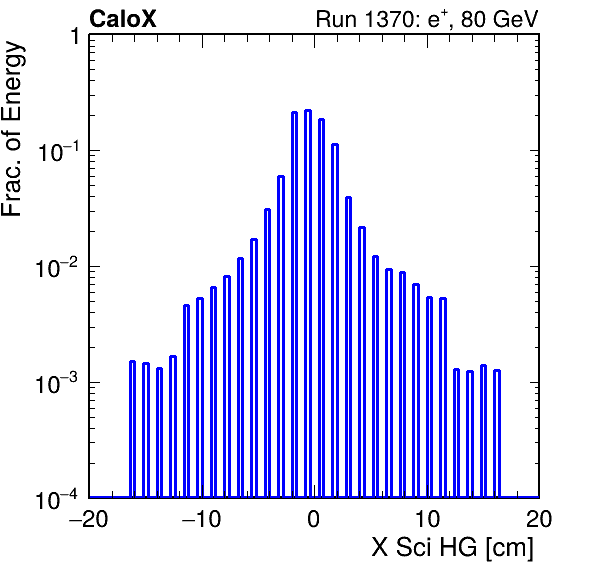 CaloX
Run 1370: e⁺, 80 GeV
Frac. of Energy
1
10⁻¹
10⁻²
10⁻³
10⁻⁴
−20
−10
0
10
20
X Sci HG [cm]